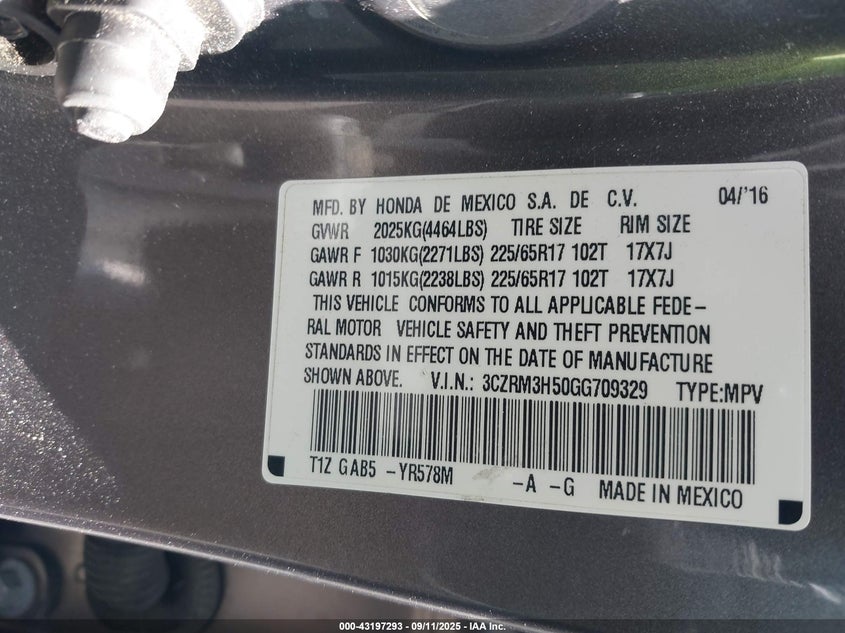 MFD. BY HONDA DE MEXICO S.A. DE C.V. 04/'16
GVWR 2025KG(4464LBS) TIRE SIZE RIM SIZE
GAWR F 1030KG(2271LBS) 225/65R17 102T 17X7J
GAWR R 1015KG(2238LBS) 225/65R17 102T 17X7J
THIS VEHICLE CONFORMS TO ALL APPLICABLE FEDE-
RAL MOTOR VEHICLE SAFETY AND THEFT PREVENTION
STANDARDS IN EFFECT ON THE DATE OF MANUFACTURE
SHOWN ABOVE. V.I.N.: 3CZRM3H50GG709329 TYPE:MPV
T1Z GAB5 -YR578M -A -G MADE IN MEXICO
000-43197293 - 09/11/2025 - IAA Inc.